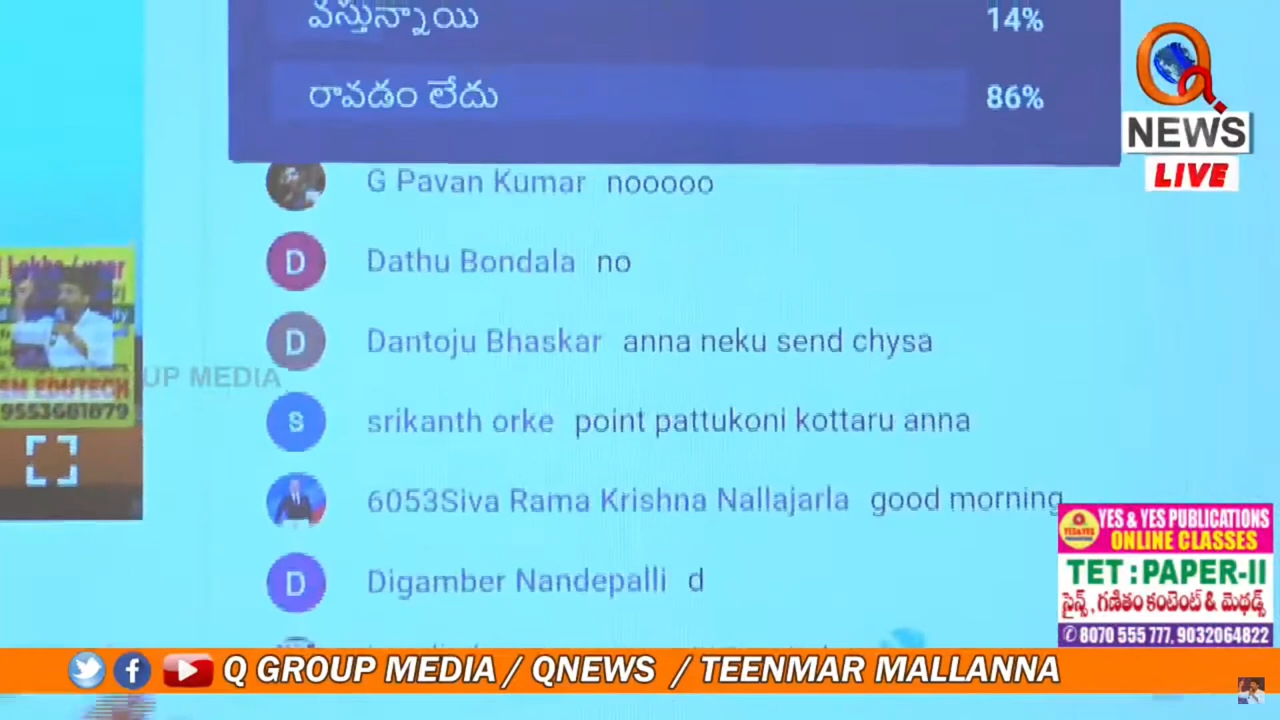 వస్తున్నాయి 14%
రావడం లేదు 86%
Q
NEWS
LIVE
G Pavan Kumar nooooo
D Dathu Bondala no
D Dantoju Bhaskar anna neku send chysa
UP MEDIA
EDUTECH
9553681879
s srikanth orke point pattukoni kottaru anna
6053Siva Rama Krishna Nallajarla good morning
D Digamber Nandepalli d
YES & YES PUBLICATIONS
ONLINE CLASSES
TET : PAPER-II
సైన్స్, గణితం కంటెంట్ & మెథడ్స్
8070 555 777, 9032064822
Q GROUP MEDIA / QNEWS / TEENMAR MALLANNA